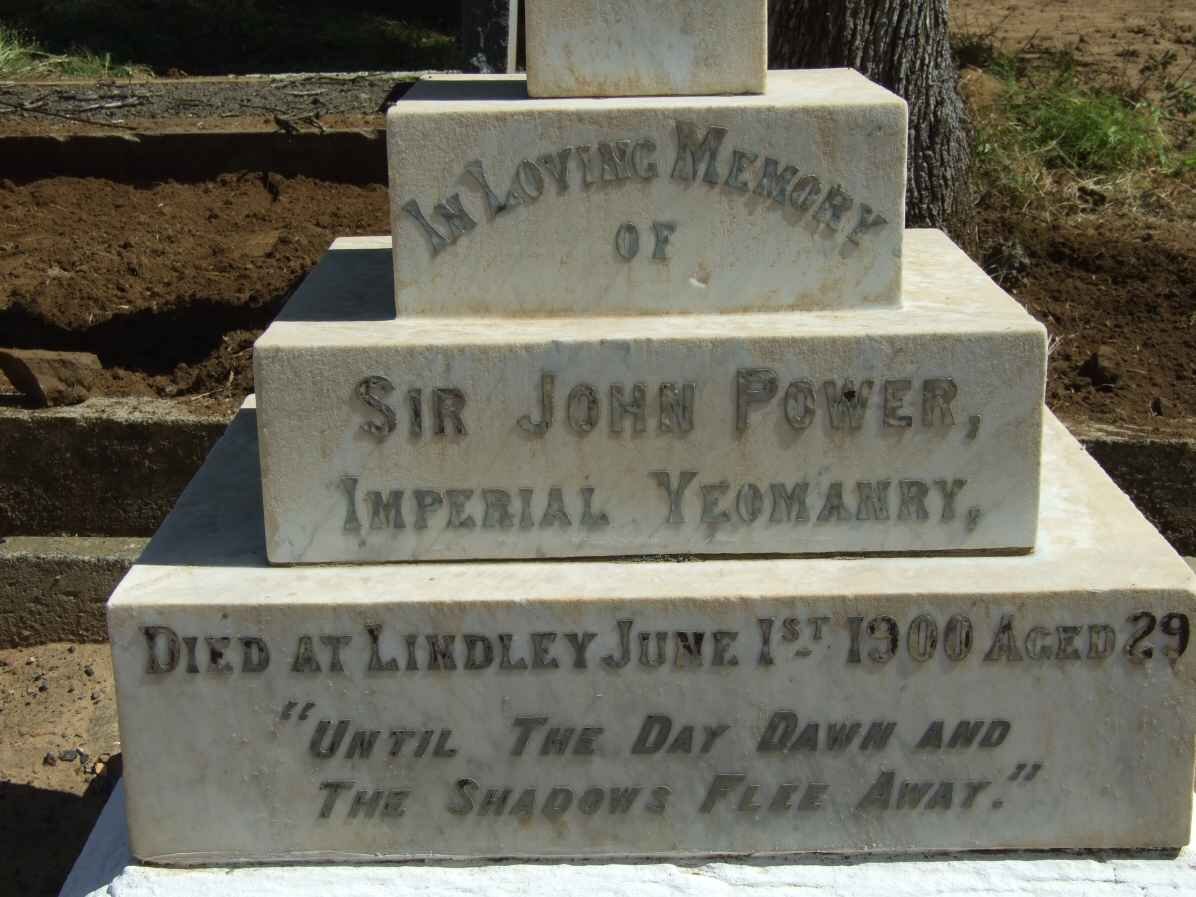 In Loving Memory
of
Sir John Power,
Imperial Yeomanry,
Died at Lindley June 1st 1900 Aged 29
"Until The Day Dawn and
The Shadows Flee Away."